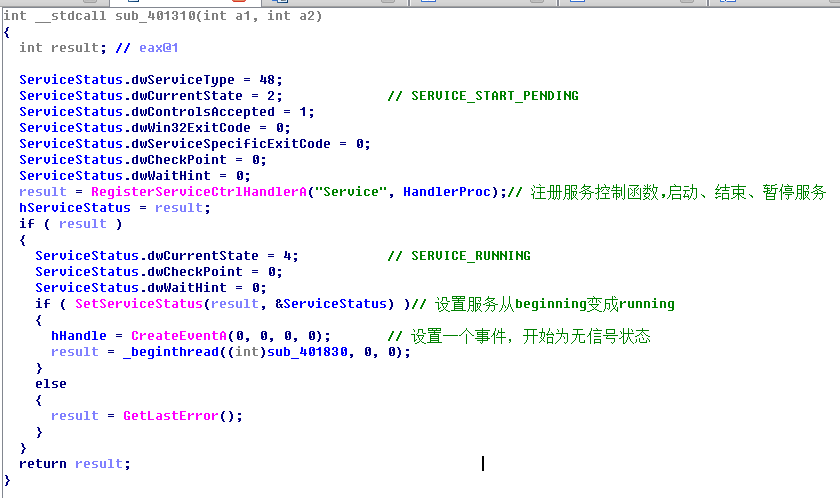 int __stdcall sub_401310(int a1, int a2)
{
  int result; // eax@1

  ServiceStatus.dwServiceType = 48;
  ServiceStatus.dwCurrentState = 2;             // SERVICE_START_PENDING
  ServiceStatus.dwControlsAccepted = 1;
  ServiceStatus.dwWin32ExitCode = 0;
  ServiceStatus.dwServiceSpecificExitCode = 0;
  ServiceStatus.dwCheckPoint = 0;
  ServiceStatus.dwWaitHint = 0;
  result = RegisterServiceCtrlHandlerA("Service", HandlerProc);// 注册服务控制函数,启动、结束、暂停服务
  hServiceStatus = result;
  if ( result )
  {
    ServiceStatus.dwCurrentState = 4;           // SERVICE_RUNNING
    ServiceStatus.dwCheckPoint = 0;
    ServiceStatus.dwWaitHint = 0;
    if ( SetServiceStatus(result, &ServiceStatus) )// 设置服务从beginning变成running
    {
      hHandle = CreateEventA(0, 0, 0, 0);       // 设置一个事件，开始为无信号状态
      result = _beginthread((int)sub_401830, 0, 0);
    }
    else
    {
      result = GetLastError();
    }
  }
  return result;
}